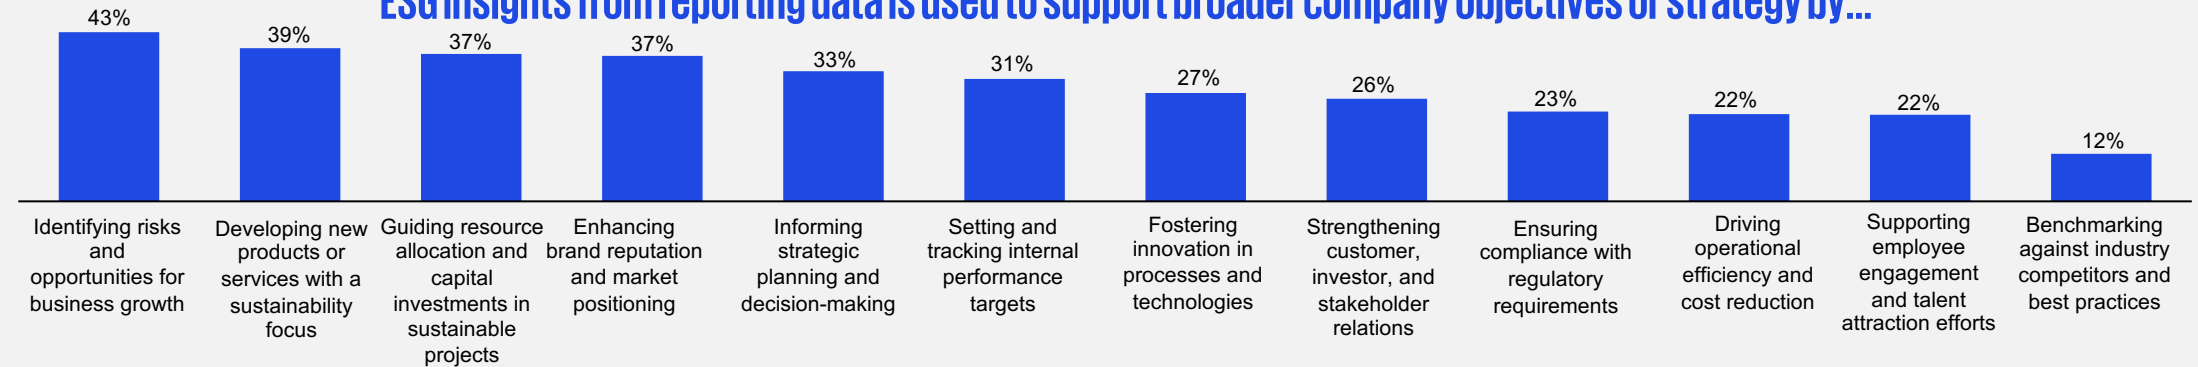 ESG insights from reporting data is used to support broader company objectives or strategy by...
43%
39%
37%
37%
33%
31%
27%
26%
23%
22%
22%
12%
Identifying risks
and
opportunities for
business growth
Developing new
products or
services with a
sustainability
focus
Guiding resource
allocation and
capital
investments in
sustainable
projects
Enhancing
brand reputation
and market
positioning
Informing
strategic
planning and
decision-making
Setting and
tracking internal
performance
targets
Fostering
innovation in
processes and
technologies
Strengthening
customer,
investor, and
stakeholder
relations
Ensuring
compliance with
regulatory
requirements
Driving
operational
efficiency and
cost reduction
Supporting
employee
engagement
and talent
attraction efforts
Benchmarking
against industry
competitors and
best practices